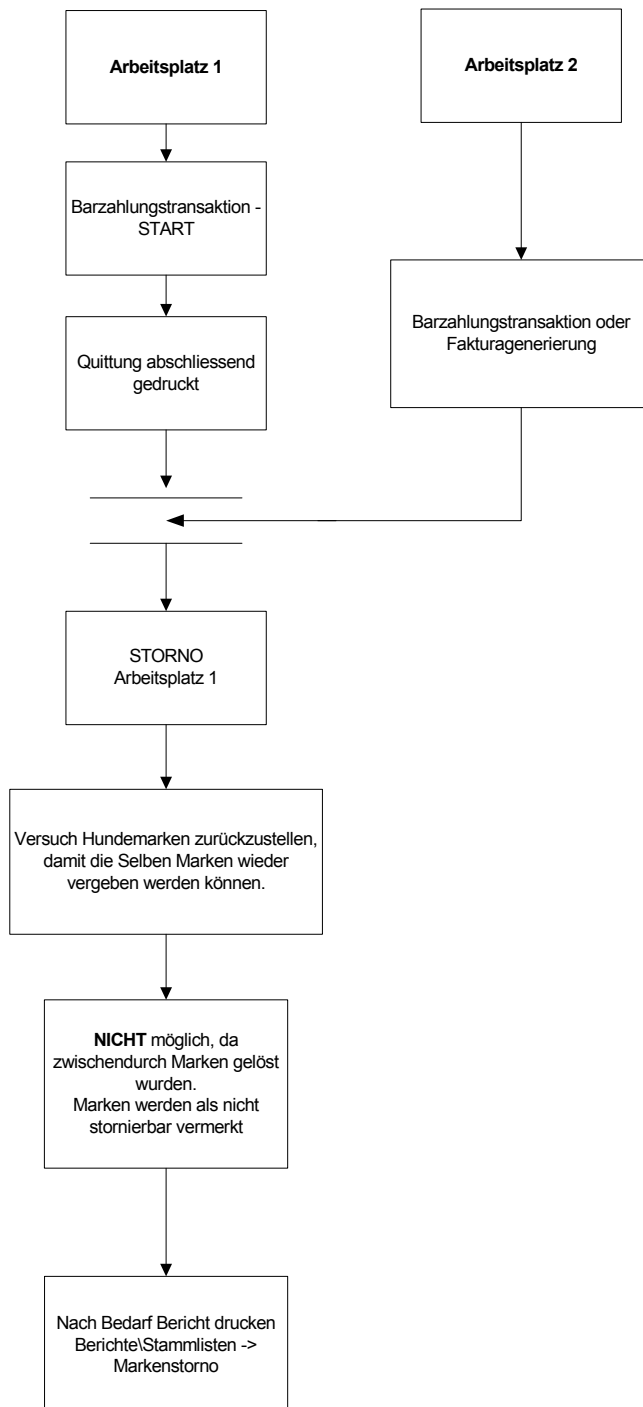 Arbeitsplatz 1
Arbeitsplatz 2
Barzahlungstransaktion -
START
Barzahlungstransaktion oder
Fakturagenerierung
Quittung abschliessend
gedruckt
STORNO
Arbeitsplatz 1
Versuch Hundemarken zurückzustellen,
damit die Selben Marken wieder
vergeben werden können.
NICHT möglich, da
zwischendurch Marken gelöst
wurden.
Marken werden als nicht
stornierbar vermerkt
Nach Bedarf Bericht drucken
Berichte\Stammlisten ->
Markenstorno